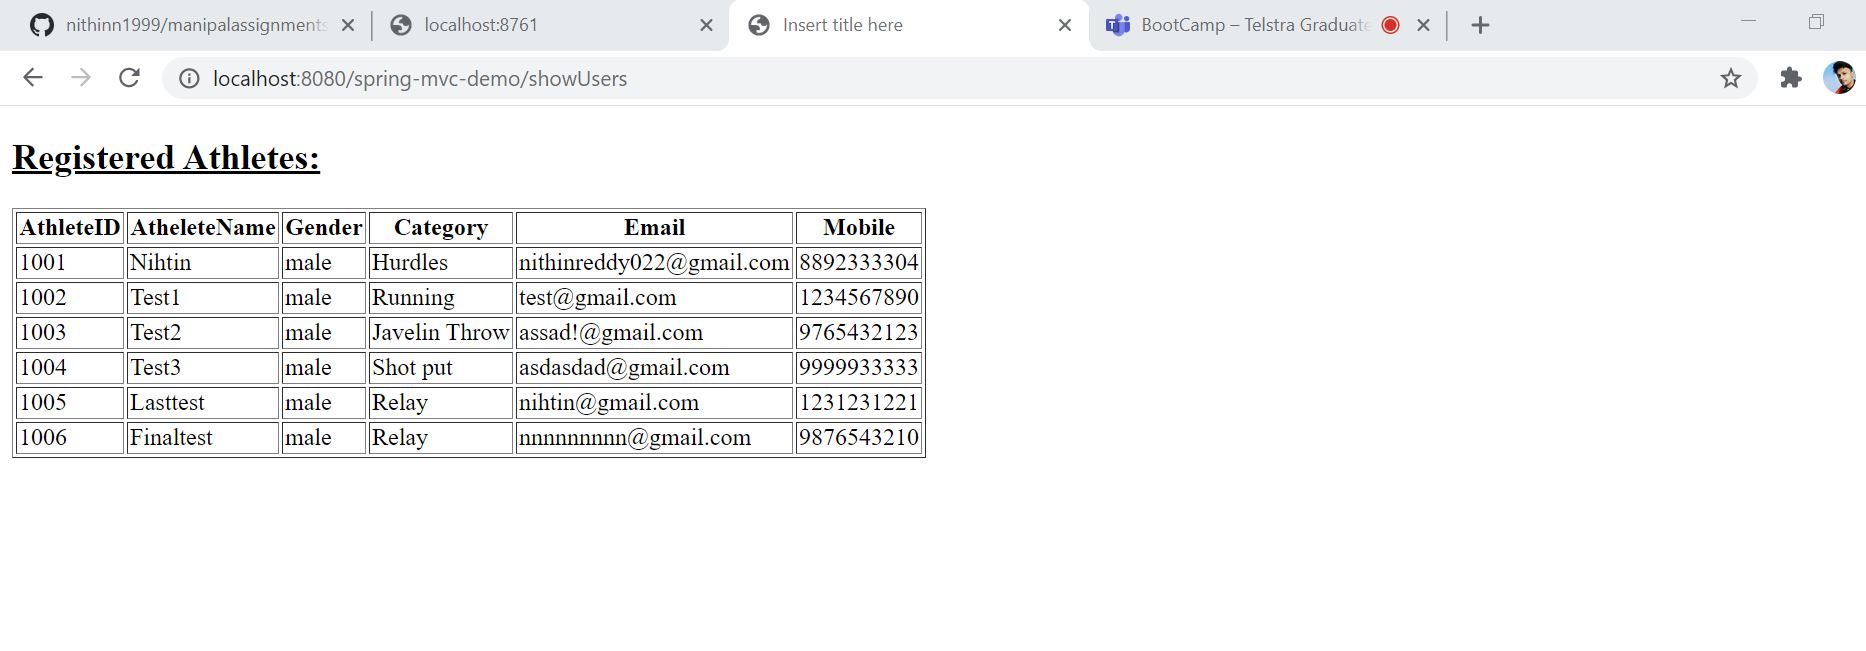 nithinn1999/manipalassignments
localhost:8761
Insert title here
BootCamp – Telstra Graduate
localhost:8080/spring-mvc-demo/showUsers
Registered Athletes:
AthleteID AtheleteName Gender Category Email Mobile
1001 Nihtin male Hurdles nithinreddy022@gmail.com 8892333304
1002 Test1 male Running test@gmail.com 1234567890
1003 Test2 male Javelin Throw assad!@gmail.com 9765432123
1004 Test3 male Shot put asdasdad@gmail.com 9999933333
1005 Lasttest male Relay nihtin@gmail.com 1231231221
1006 Finaltest male Relay nnnnnnnnn@gmail.com 9876543210